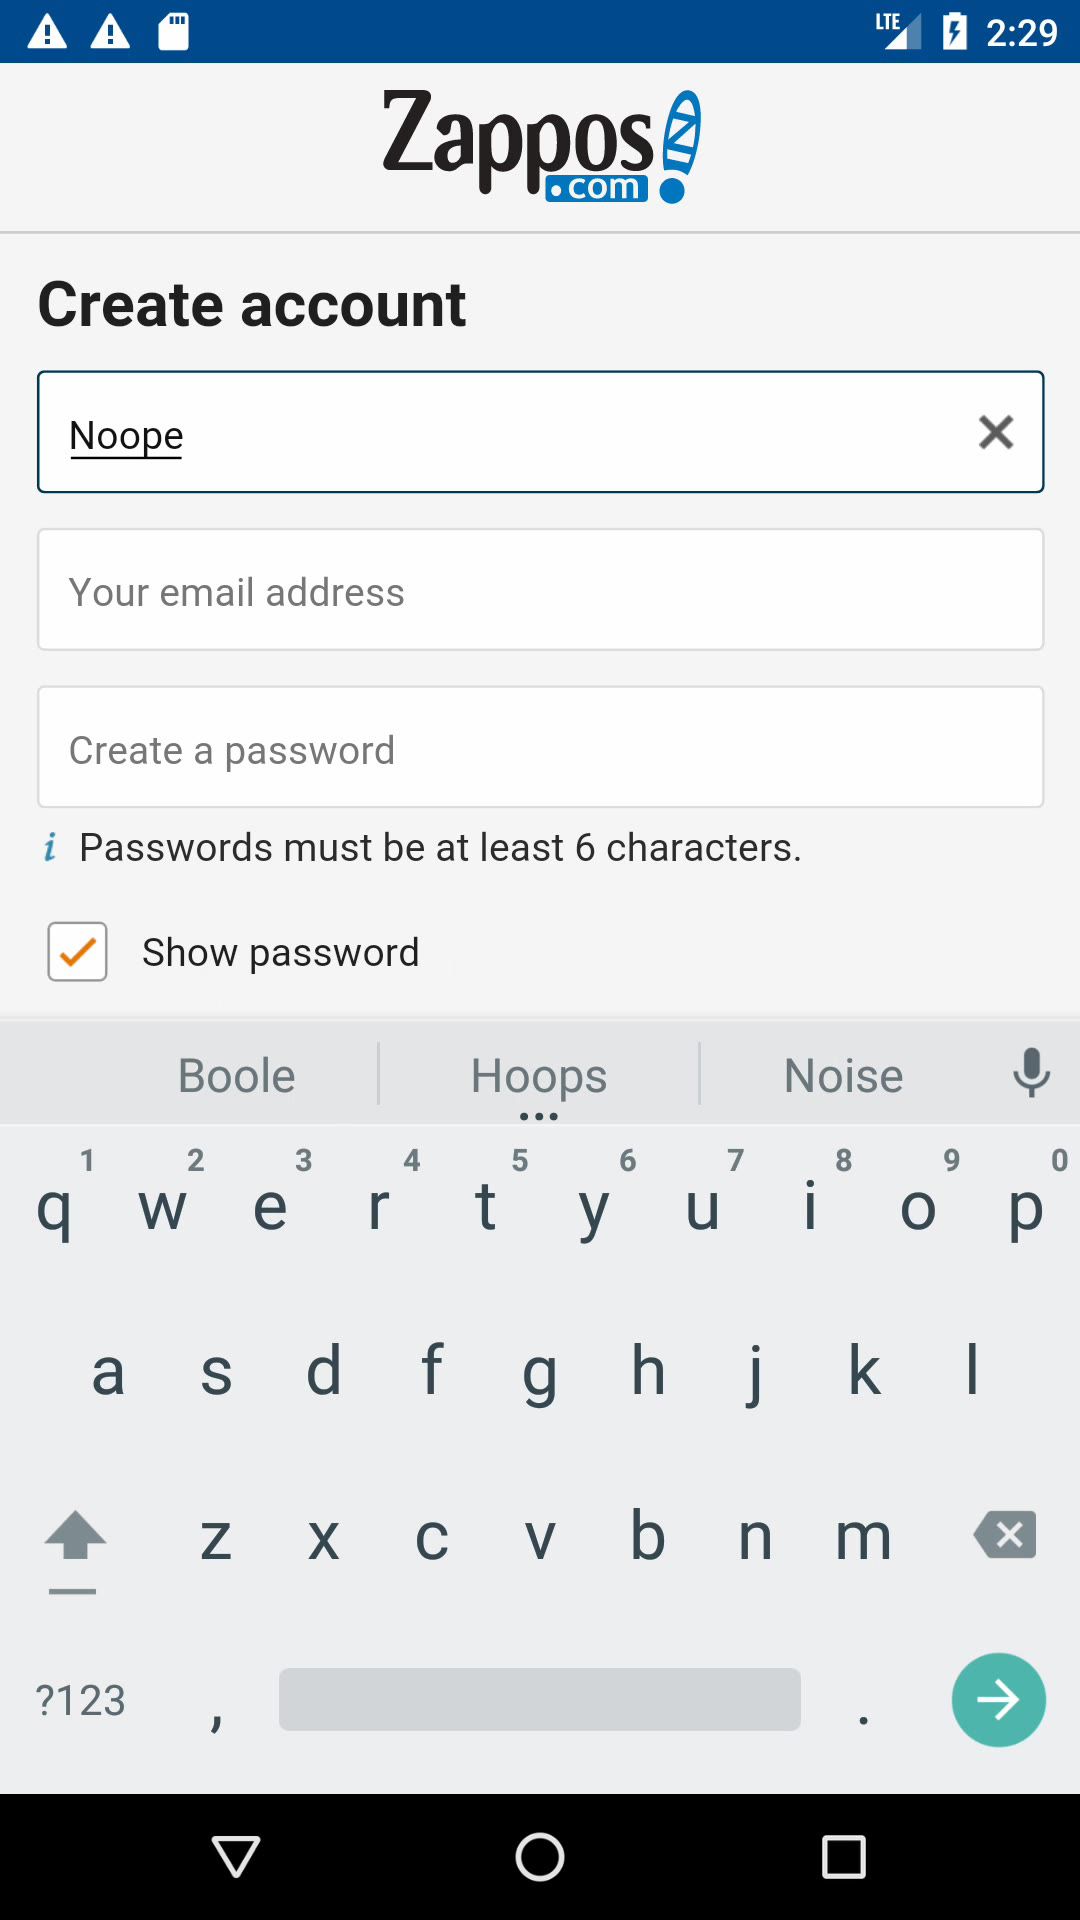 LTE 2:29
Zappos
.com
Create account
Noope
Your email address
Create a password
i Passwords must be at least 6 characters.
Show password
Boole Hoops Noise
1 2 3 4 5 6 7 8 9 0
q w e r t y u i o p
a s d f g h j k l
z x c v b n m
?123 , .